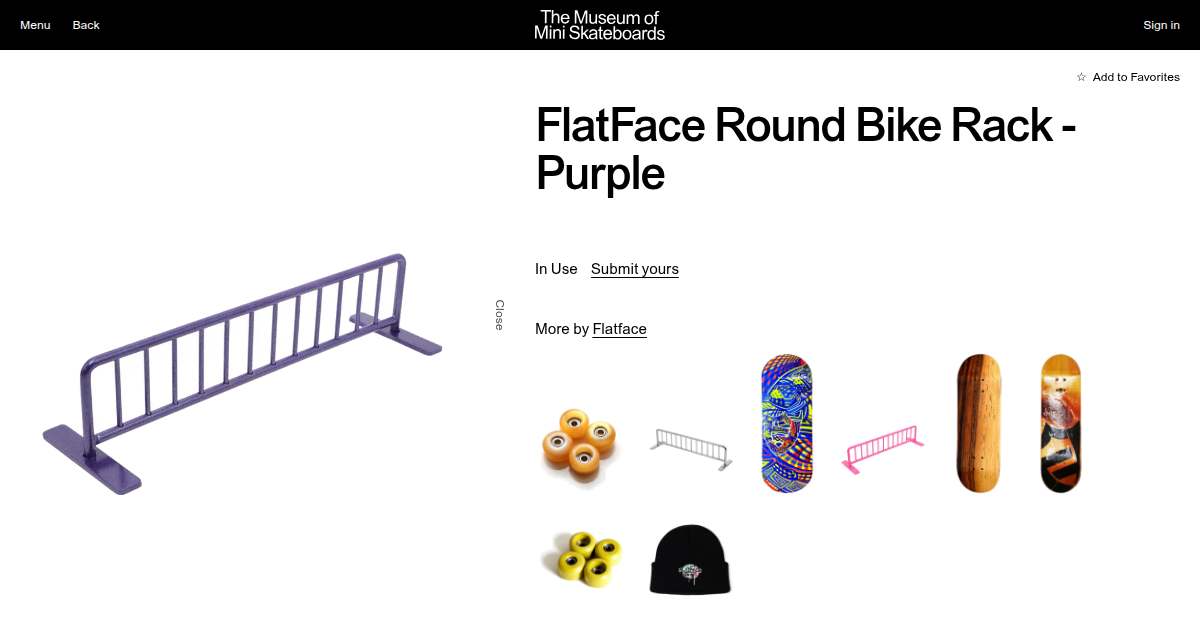 Menu
Back
The Museum of
Mini Skateboards
Sign in
☆ Add to Favorites
FlatFace Round Bike Rack -
Purple
In Use Submit yours
Close
More by Flatface